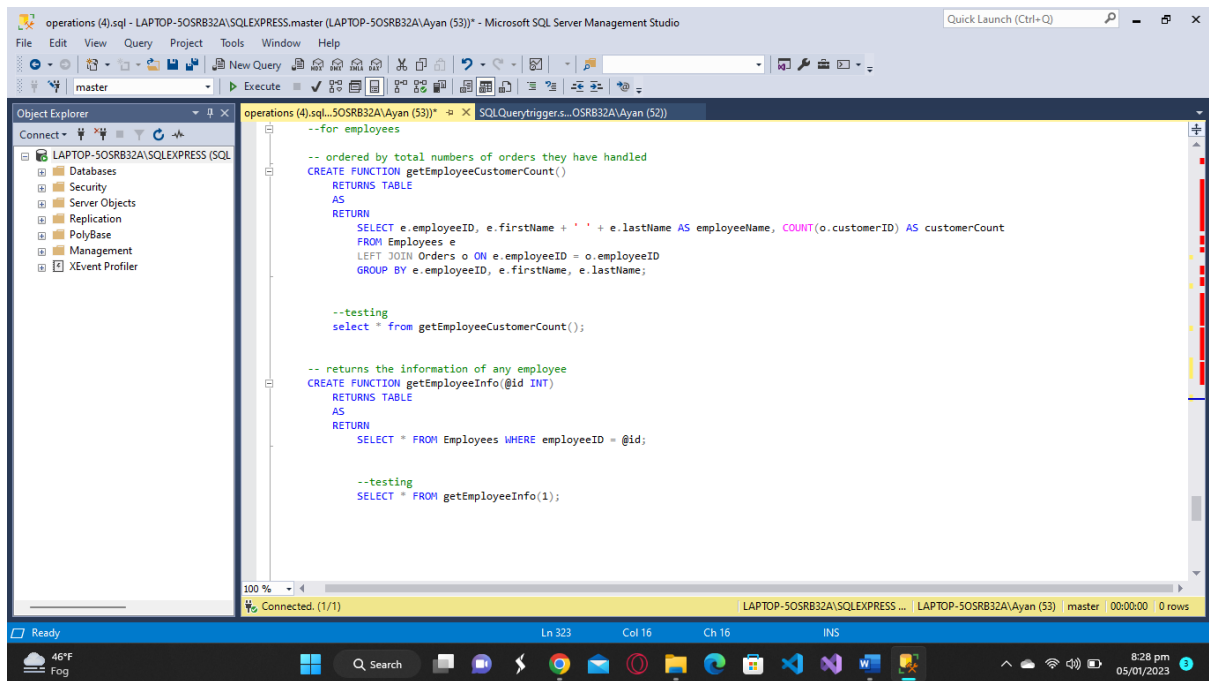 operations (4).sql - LAPTOP-5OSRB32A\SQLEXPRESS.master (LAPTOP-5OSRB32A\Ayan (53))* - Microsoft SQL Server Management Studio
Quick Launch (Ctrl+Q)
File Edit View Query Project Tools Window Help
New Query
master
Execute
Object Explorer
operations (4).sql...5OSRB32A\Ayan (53))*
SQLQuerytrigger.s...OSRB32A\Ayan (52))
Connect
LAPTOP-5OSRB32A\SQLEXPRESS (SQL
Databases
Security
Server Objects
Replication
PolyBase
Management
XEvent Profiler
--for employees
-- ordered by total numbers of orders they have handled
CREATE FUNCTION getEmployeeCustomerCount()
RETURNS TABLE
AS
RETURN
SELECT e.employeeID, e.firstName + ' ' + e.lastName AS employeeName, COUNT(o.customerID) AS customerCount
FROM Employees e
LEFT JOIN Orders o ON e.employeeID = o.employeeID
GROUP BY e.employeeID, e.firstName, e.lastName;
--testing
select * from getEmployeeCustomerCount();
-- returns the information of any employee
CREATE FUNCTION getEmployeeInfo(@id INT)
RETURNS TABLE
AS
RETURN
SELECT * FROM Employees WHERE employeeID = @id;
--testing
SELECT * FROM getEmployeeInfo(1);
100 %
Connected. (1/1)
LAPTOP-5OSRB32A\SQLEXPRESS ... LAPTOP-5OSRB32A\Ayan (53) master 00:00:00 0 rows
Ready
Ln 323 Col 16 Ch 16 INS
46°F
Fog
Search
8:28 pm
05/01/2023
3